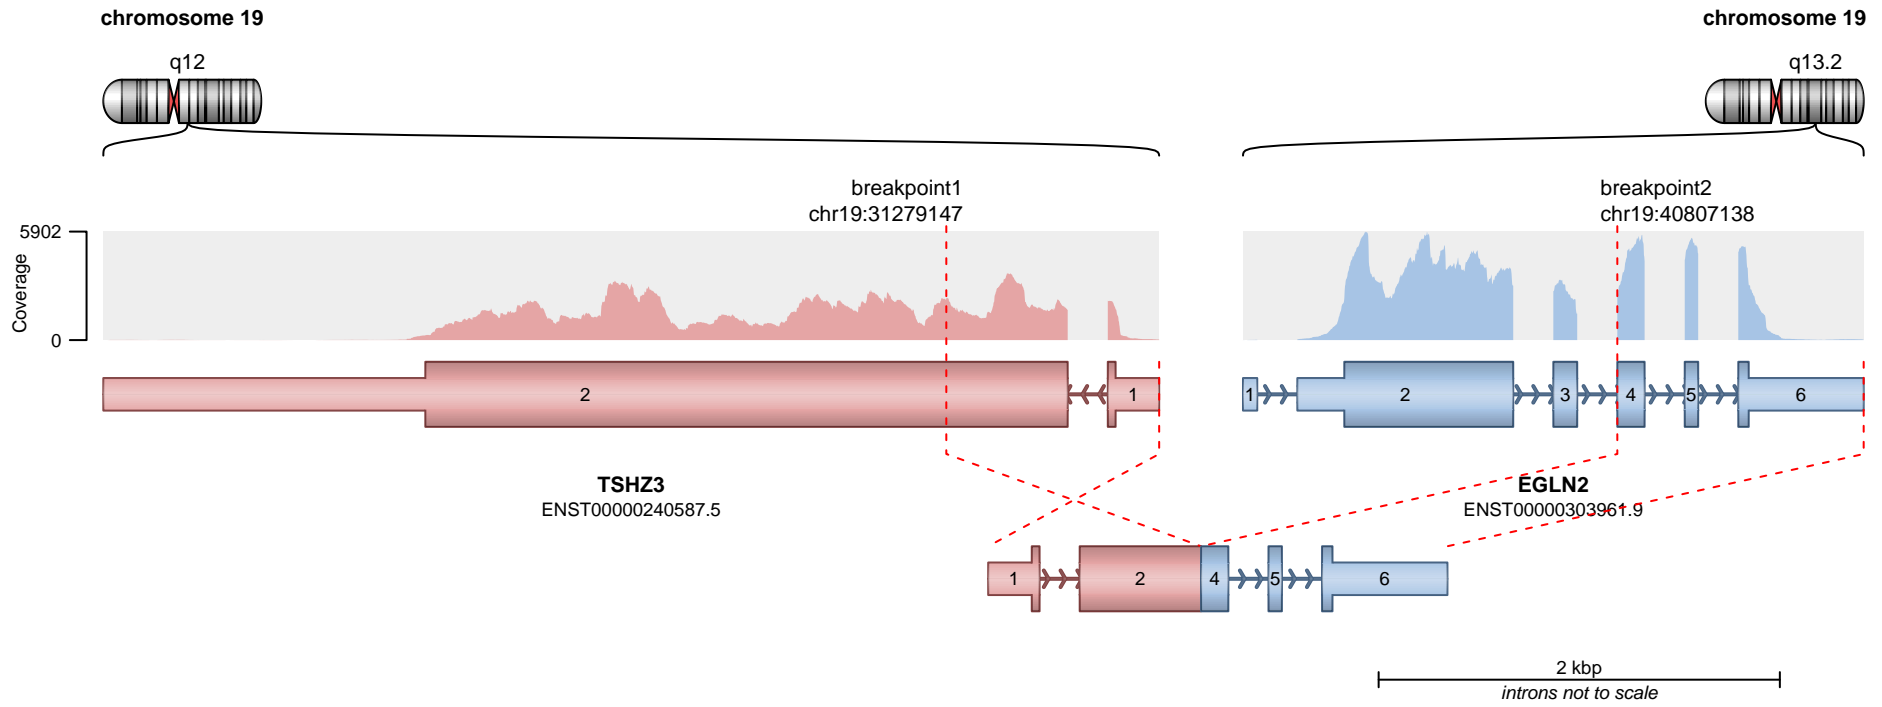 chromosome 19
chromosome 19
q12
q13.2
breakpoint1
chr19:31279147
breakpoint2
chr19:40807138
5902
0
Coverage
2
1
1
2
3
4
5
6
TSHZ3
ENST00000240587.5
EGLN2
ENST00000303961.9
1
2
4
5
6
2 kbp
introns not to scale